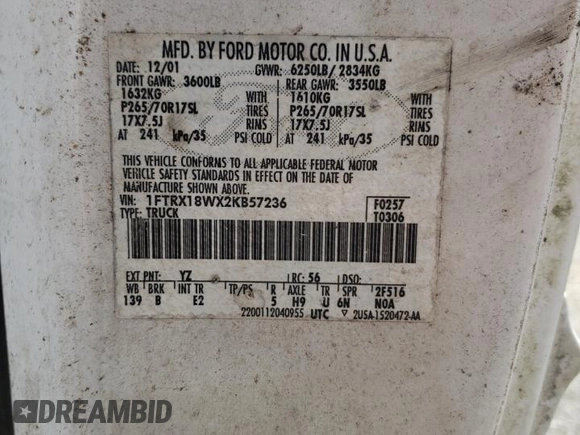 MFD. BY FORD MOTOR CO. IN U.S.A.
DATE: 12/01 GVWR: 6250LB/ 2834KG
FRONT GAWR: 3600LB REAR GAWR: 3550LB
1632KG WITH 1610KG WITH
P265/70R17SL TIRES P265/70R17SL TIRES
17X7.5J RIMS 17X7.5J RIMS
AT 241 kPa/35 PSI COLD AT 241 kPa/35 PSI COLD
THIS VEHICLE CONFORMS TO ALL APPLICABLE FEDERAL MOTOR
VEHICLE SAFETY STANDARDS IN EFFECT ON THE DATE OF MANUFACTURE
SHOWN ABOVE.
VIN: 1FTRX18WX2KB57236 F0257
TYPE: TRUCK T0306
EXT PNT: YZ RC: 56 DSO:
WB BRK INT TR TP/PS R AXLE TR SPR 2F516
139 B E2 5 H9 U 6N N0A
2200112040955 UTC ▽ 2USA-1520472-AA
DREAMBID